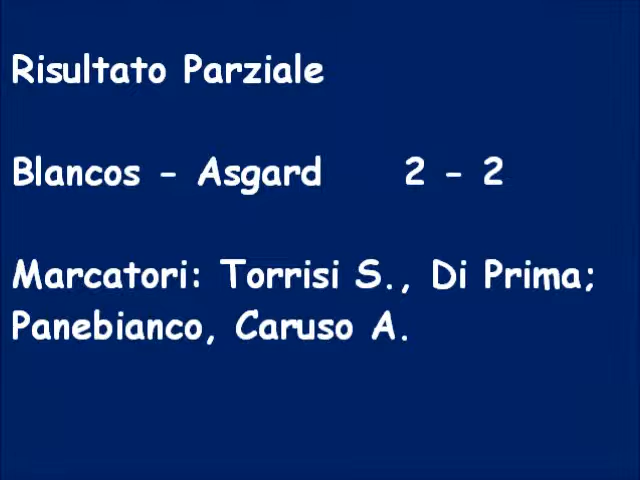 Risultato Parziale
Blancos - Asgard 2 - 2
Marcatori: Torrisi S., Di Prima;
Panebianco, Caruso A.